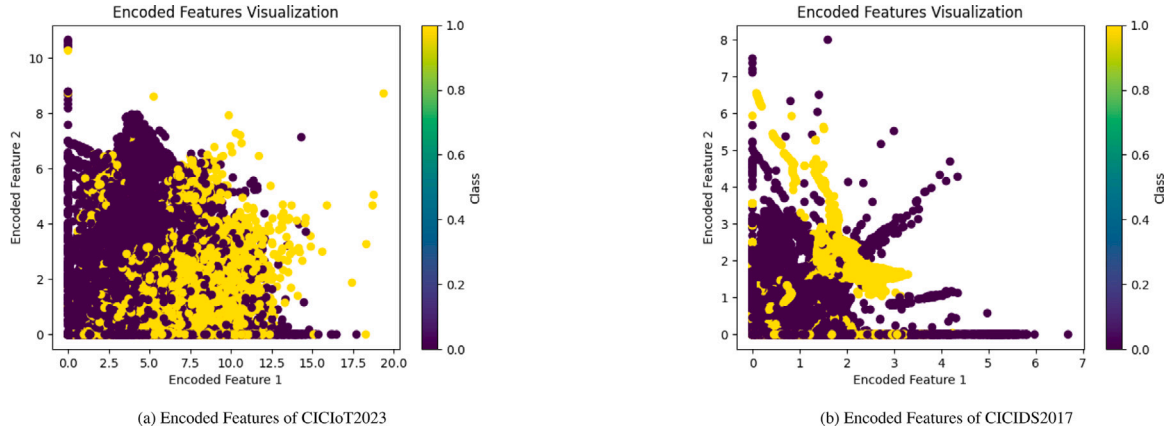 Encoded Features Visualization
10
8
6
4
2
0
Encoded Feature 2
0.0 2.5 5.0 7.5 10.0 12.5 15.0 17.5 20.0
Encoded Feature 1
1.0
0.8
0.6
0.4
0.2
0.0
Class
(a) Encoded Features of CICIoT2023
Encoded Features Visualization
8
7
6
5
4
3
2
1
0
Encoded Feature 2
0 1 2 3 4 5 6 7
Encoded Feature 1
1.0
0.8
0.6
0.4
0.2
0.0
Class
(b) Encoded Features of CICIDS2017